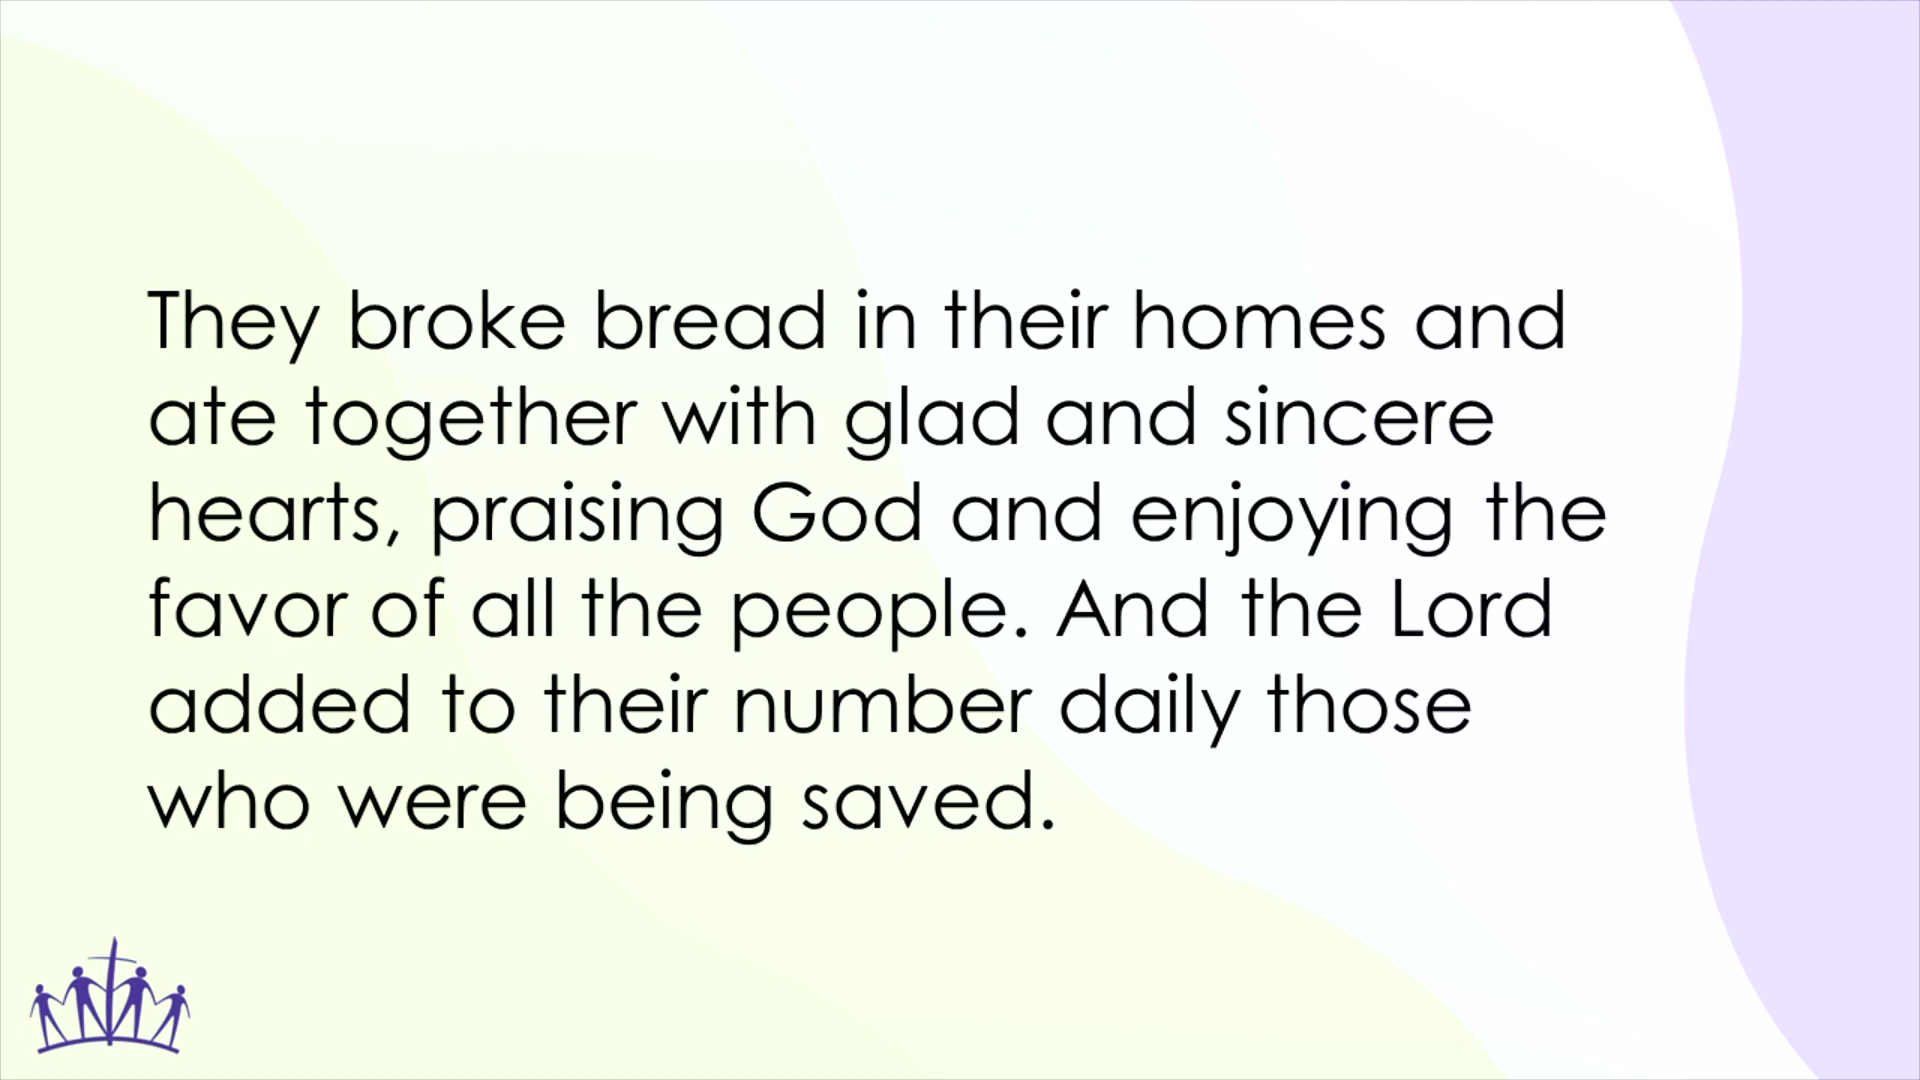 They broke bread in their homes and
ate together with glad and sincere
hearts, praising God and enjoying the
favor of all the people. And the Lord
added to their number daily those
who were being saved.